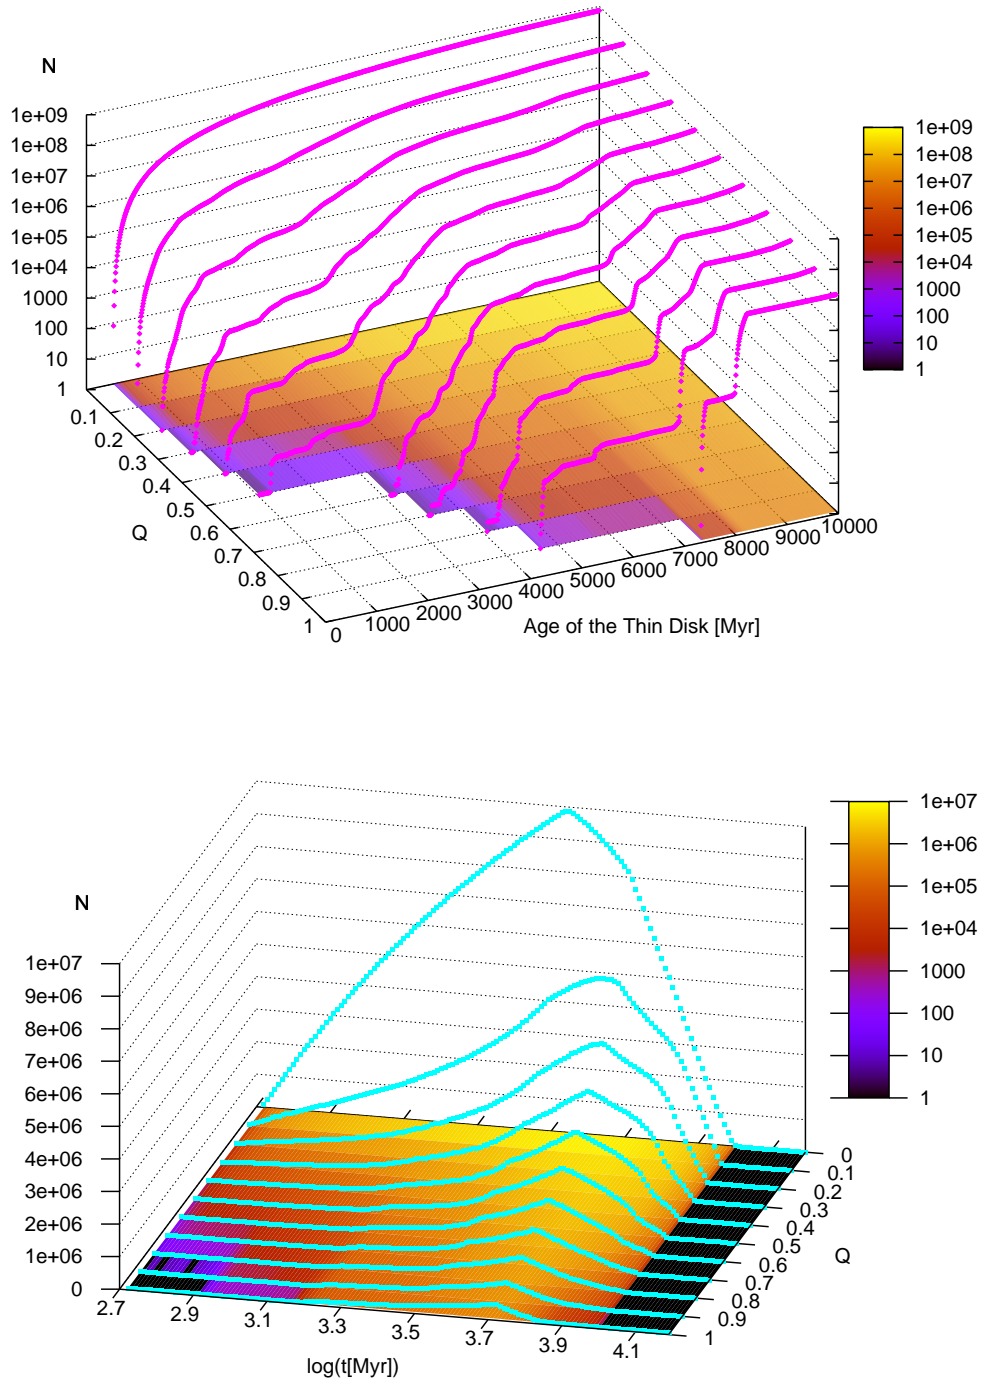 N
1e+09
1e+08
1e+07
1e+06
1e+05
1e+04
1000
100
10
1
0.1
0.2
0.3
0.4
0.5
0.6
0.7
0.8
0.9
1
Q
0
1000
2000
3000
4000
5000
6000
7000
8000
9000
10000
Age of the Thin Disk [Myr]
1e+09
1e+08
1e+07
1e+06
1e+05
1e+04
1000
100
10
1
N
1e+07
9e+06
8e+06
7e+06
6e+06
5e+06
4e+06
3e+06
2e+06
1e+06
0
2.7
2.9
3.1
3.3
3.5
3.7
3.9
4.1
log(t[Myr])
0
0.1
0.2
0.3
0.4
0.5
0.6
0.7
0.8
0.9
1
Q
1e+07
1e+06
1e+05
1e+04
1000
100
10
1